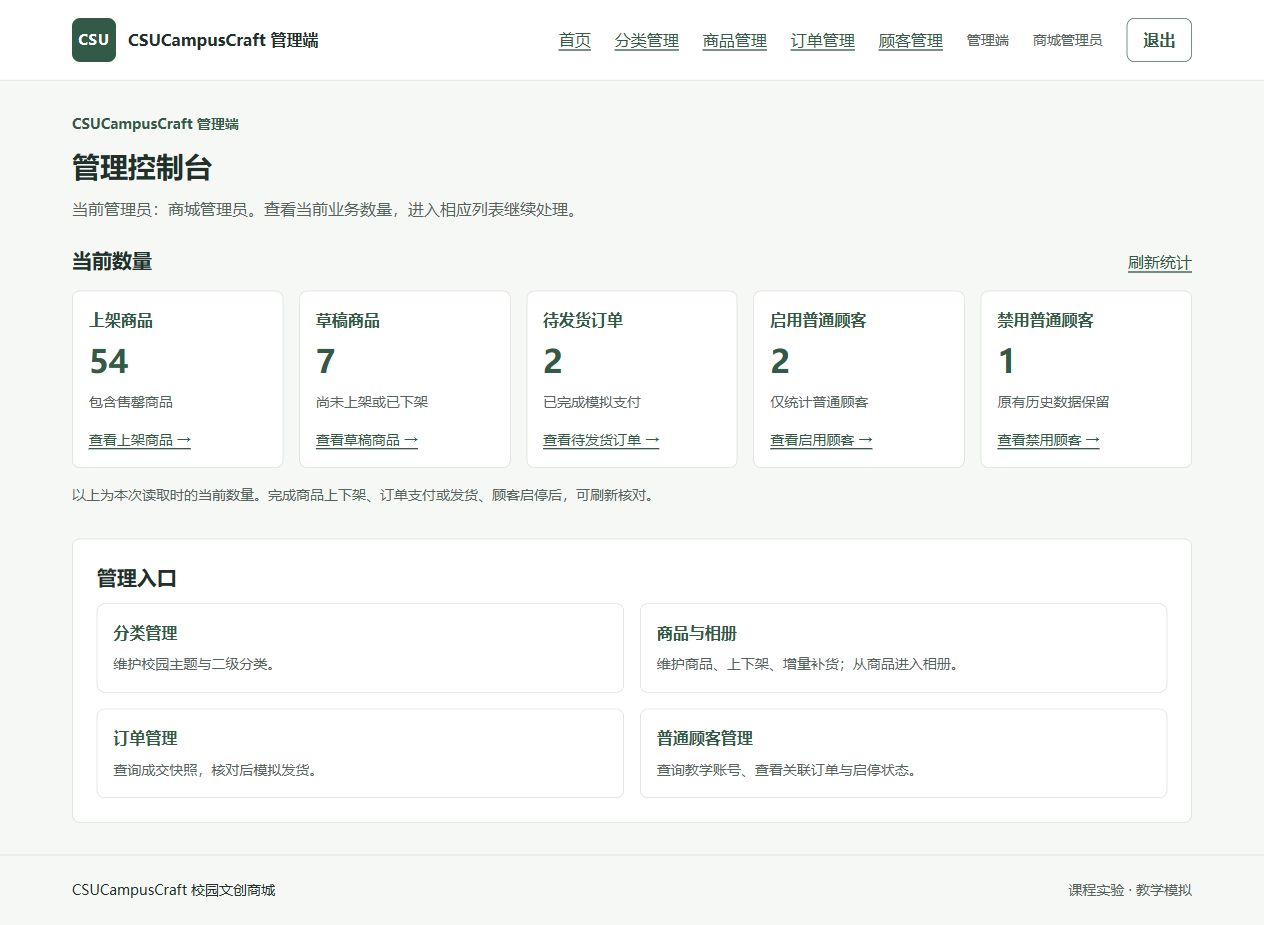 CSU CSUCampusCraft 管理端 首页 分类管理 商品管理 订单管理 顾客管理 管理端 商城管理员 退出
CSUCampusCraft 管理端
管理控制台
当前管理员：商城管理员。查看当前业务数量，进入相应列表继续处理。
当前数量 刷新统计
上架商品
54
包含售罄商品
查看上架商品 →
草稿商品
7
尚未上架或已下架
查看草稿商品 →
待发货订单
2
已完成模拟支付
查看待发货订单 →
启用普通顾客
2
仅统计普通顾客
查看启用顾客 →
禁用普通顾客
1
原有历史数据保留
查看禁用顾客 →
以上为本次读取时的当前数量。完成商品上下架、订单支付或发货、顾客启停后，可刷新核对。
管理入口
分类管理
维护校园主题与二级分类。
商品与相册
维护商品、上下架、增量补货；从商品进入相册。
订单管理
查询成交快照，核对后模拟发货。
普通顾客管理
查询教学账号、查看关联订单与启停状态。
CSUCampusCraft 校园文创商城 课程实验 · 教学模拟